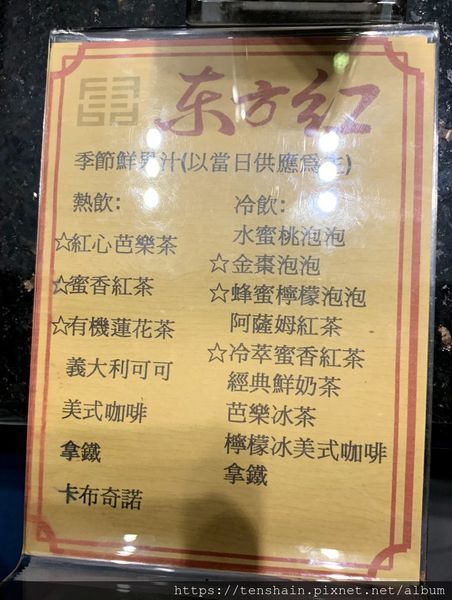 东方红
季節鮮果汁(以當日供應為主)
熱飲:
☆紅心芭樂茶
☆蜜香紅茶
☆有機蓮花茶
義大利可可
美式咖啡
拿鐵
卡布奇諾
冷飲:
水蜜桃泡泡
☆金棗泡泡
☆蜂蜜檸檬泡泡
阿薩姆紅茶
☆冷萃蜜香紅茶
經典鮮奶茶
芭樂冰茶
檸檬冰美式咖啡
拿鐵
https://tenshain.pixnet.net/album